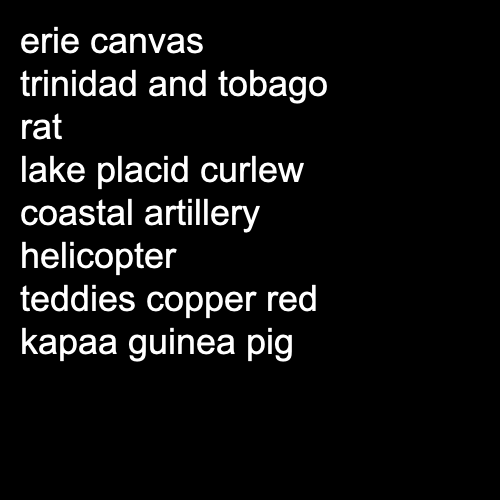 erie canvas
trinidad and tobago
rat
lake placid curlew
coastal artillery
helicopter
teddies copper red
kapaa guinea pig